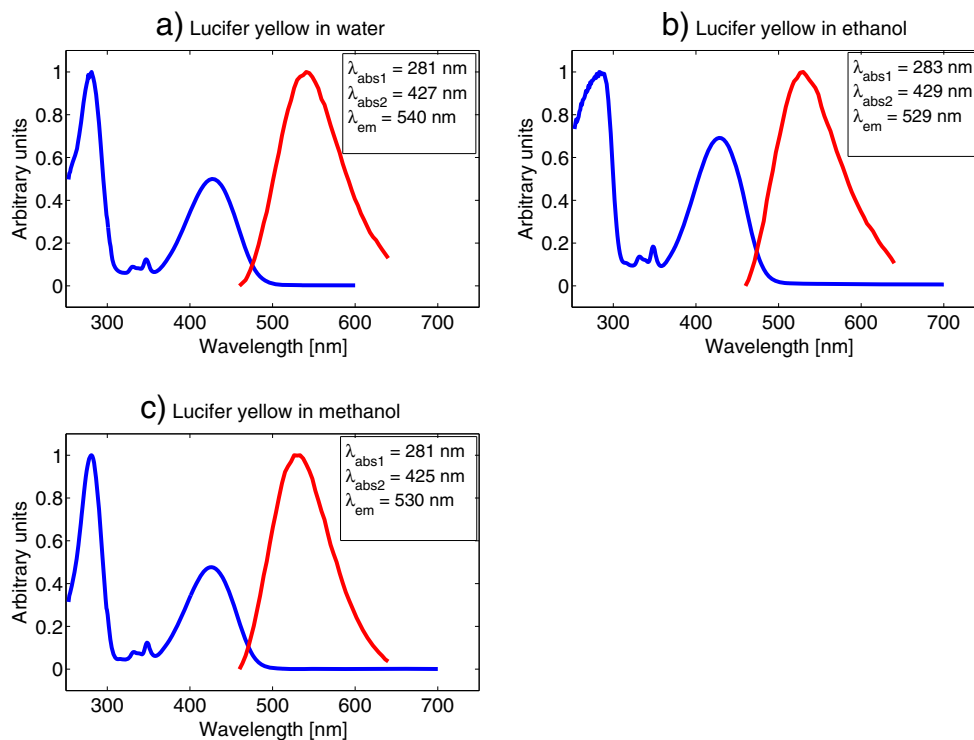 a) Lucifer yellow in water
λabs1 = 281 nm
λabs2 = 427 nm
λem = 540 nm
Arbitrary units
1
0.8
0.6
0.4
0.2
0
300 400 500 600 700
Wavelength [nm]
b) Lucifer yellow in ethanol
λabs1 = 283 nm
λabs2 = 429 nm
λem = 529 nm
Arbitrary units
1
0.8
0.6
0.4
0.2
0
300 400 500 600 700
Wavelength [nm]
c) Lucifer yellow in methanol
λabs1 = 281 nm
λabs2 = 425 nm
λem = 530 nm
Arbitrary units
1
0.8
0.6
0.4
0.2
0
300 400 500 600 700
Wavelength [nm]